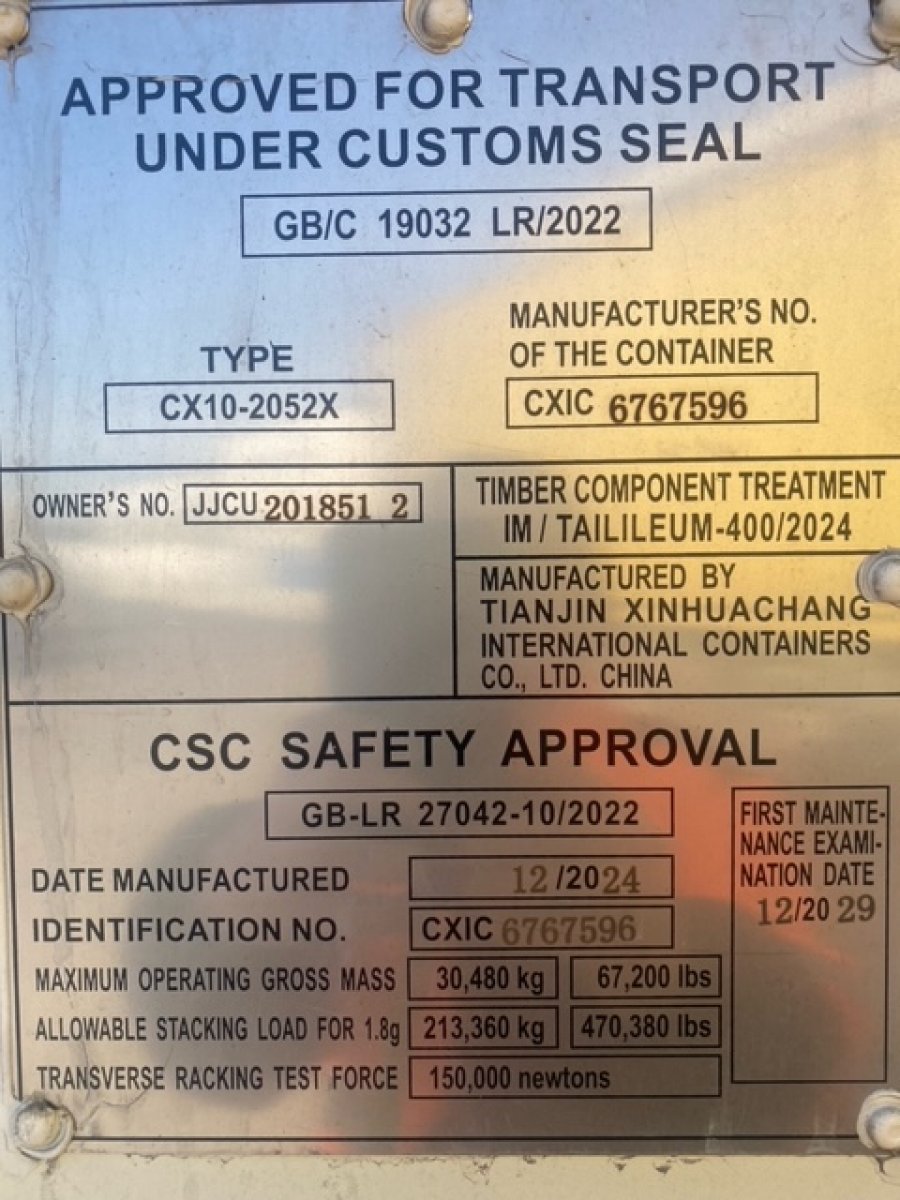 APPROVED FOR TRANSPORT
UNDER CUSTOMS SEAL
GB/C 19032 LR/2022
TYPE
CX10-2052X
MANUFACTURER'S NO.
OF THE CONTAINER
CXIC 6767596
OWNER'S NO. JJCU 201851 2
TIMBER COMPONENT TREATMENT
IM / TAILILEUM-400/2024
MANUFACTURED BY
TIANJIN XINHUACHANG
INTERNATIONAL CONTAINERS
CO., LTD. CHINA
CSC SAFETY APPROVAL
GB-LR 27042-10/2022
DATE MANUFACTURED 12/2024
IDENTIFICATION NO. CXIC 6767596
MAXIMUM OPERATING GROSS MASS 30,480 kg 67,200 lbs
ALLOWABLE STACKING LOAD FOR 1.8g 213,360 kg 470,380 lbs
TRANSVERSE RACKING TEST FORCE 150,000 newtons
FIRST MAINTE-
NANCE EXAMI-
NATION DATE
12/20 29